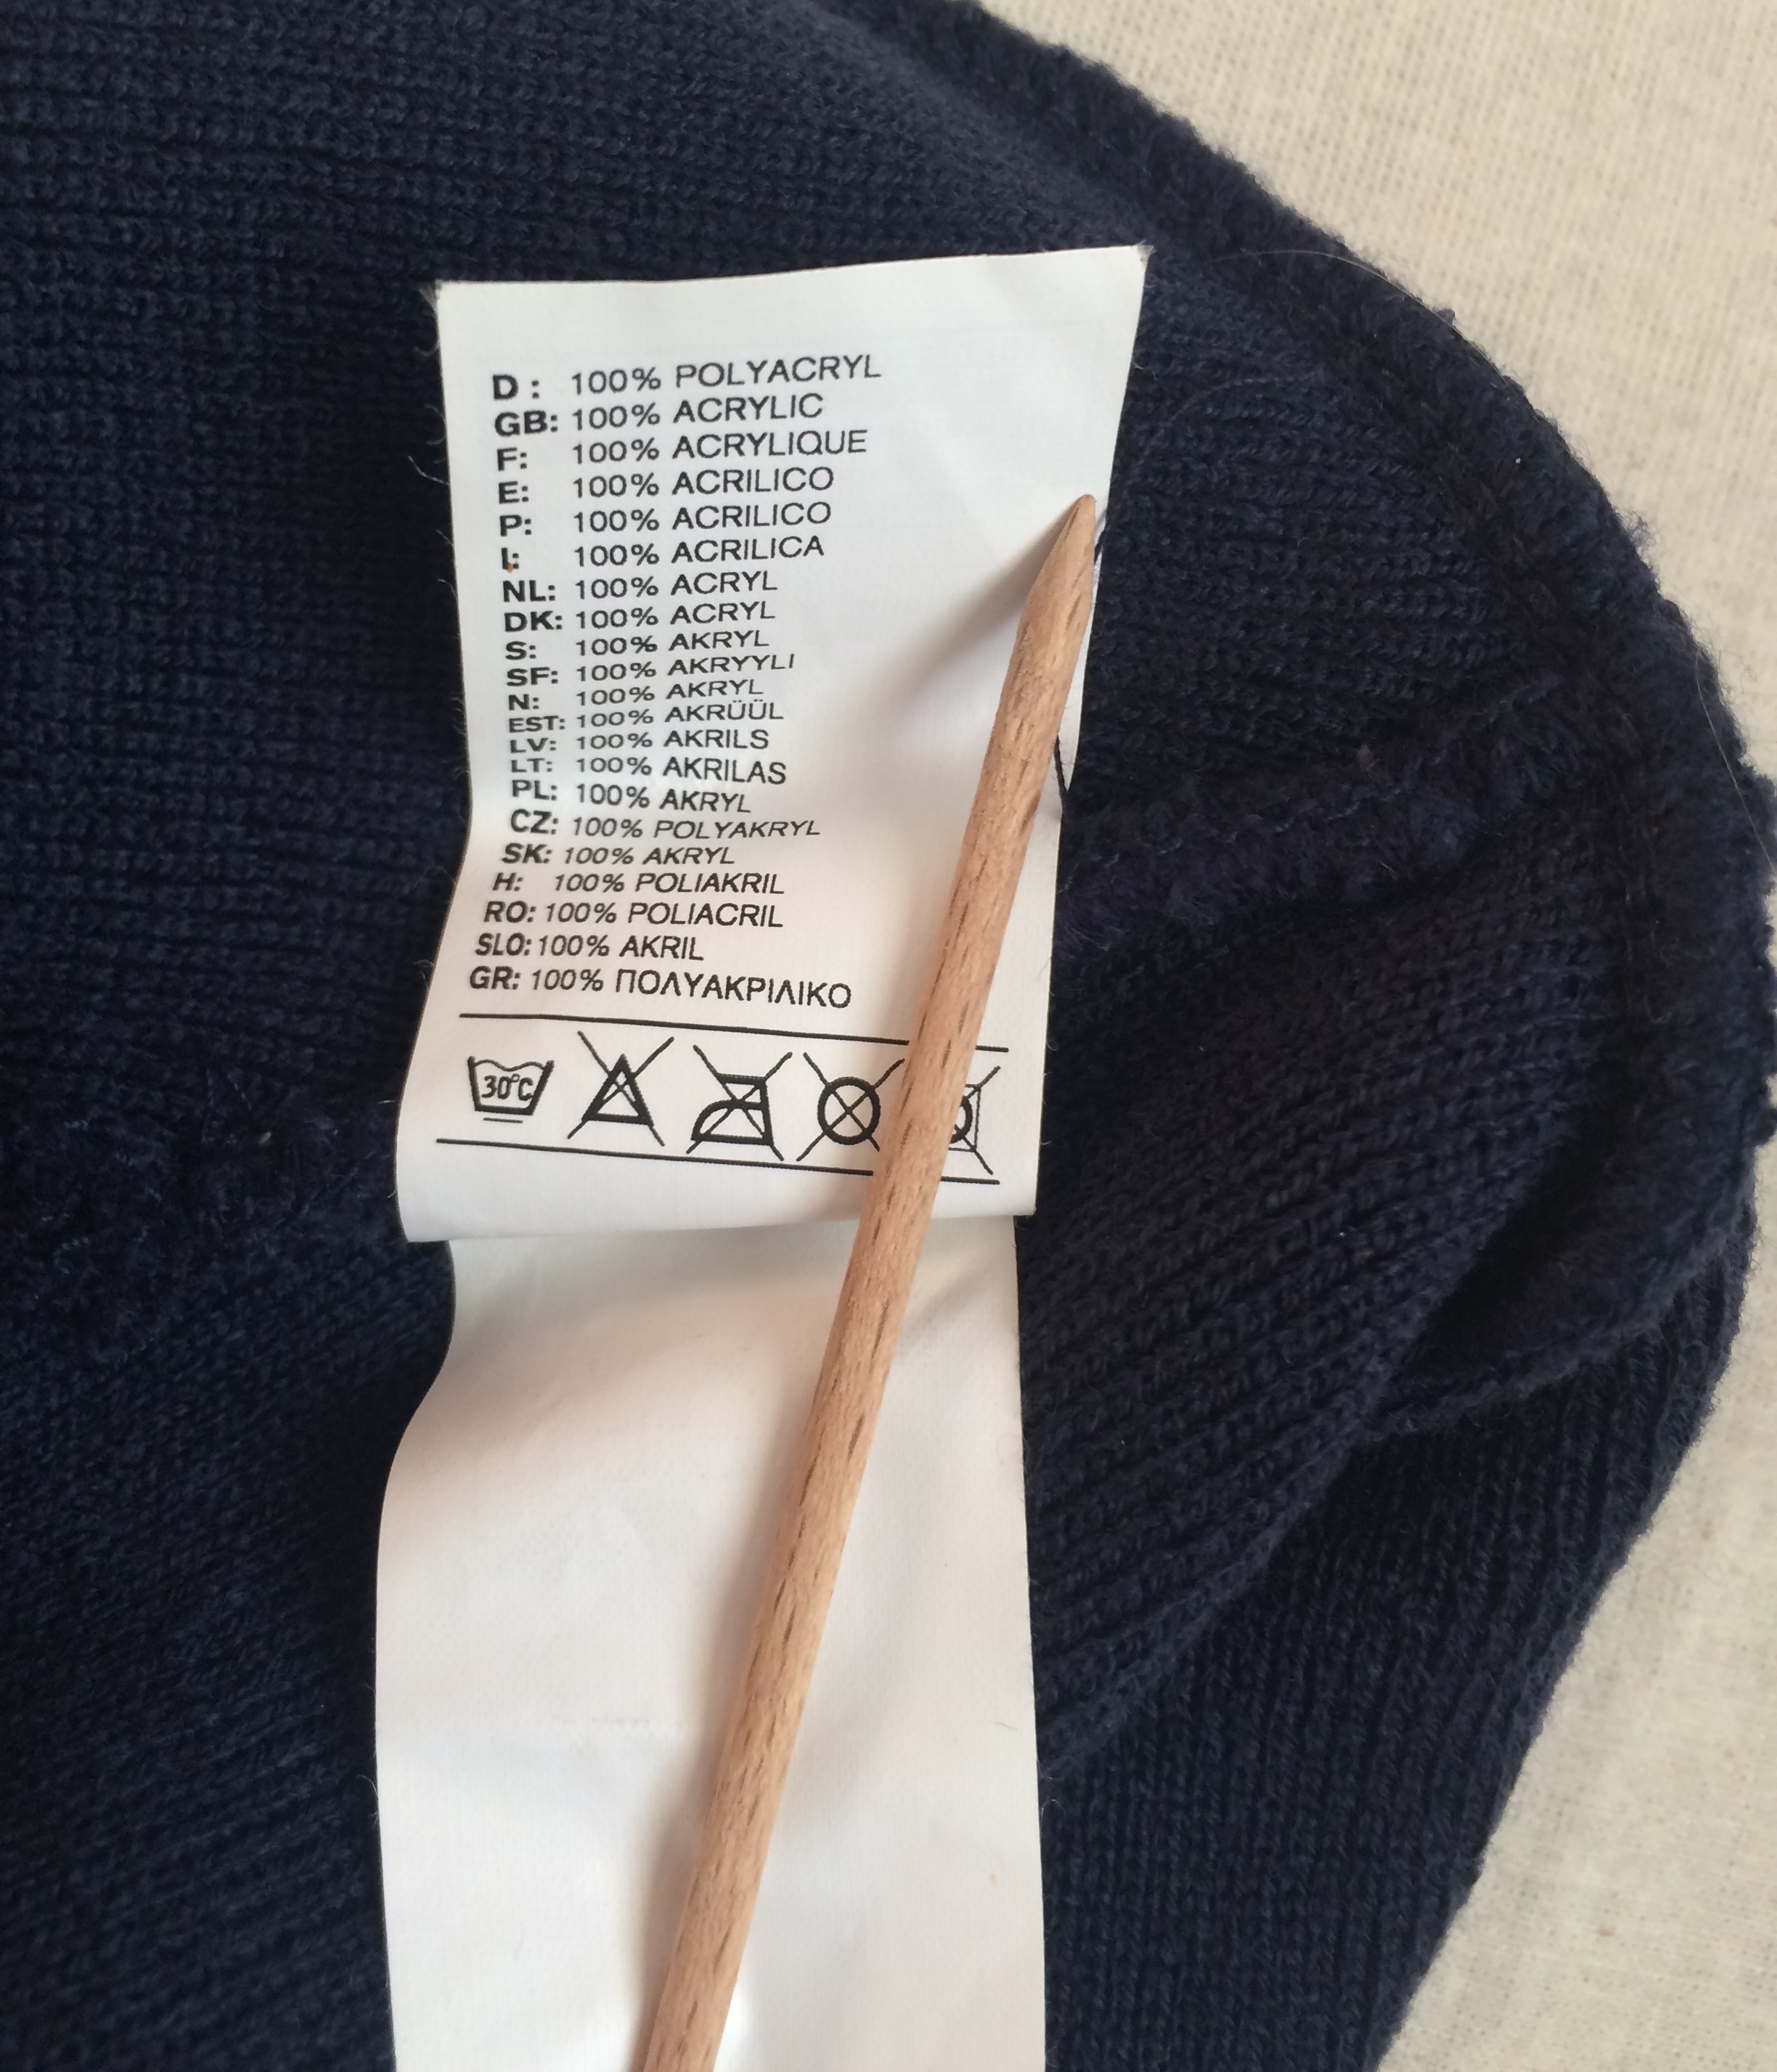 D : 100% POLYACRYL
GB: 100% ACRYLIC
F: 100% ACRYLIQUE
E: 100% ACRILICO
P: 100% ACRILICO
I: 100% ACRILICA
NL: 100% ACRYL
DK: 100% ACRYL
S: 100% AKRYL
SF: 100% AKRYYLI
N: 100% AKRYL
EST: 100% AKRÜÜL
LV: 100% AKRILS
LT: 100% AKRILAS
PL: 100% AKRYL
CZ: 100% POLYAKRYL
SK: 100% AKRYL
H: 100% POLIAKRIL
RO: 100% POLIACRIL
SLO: 100% AKRIL
GR: 100% ΠΟΛΥΑΚΡΙΛΙΚΟ
30°C